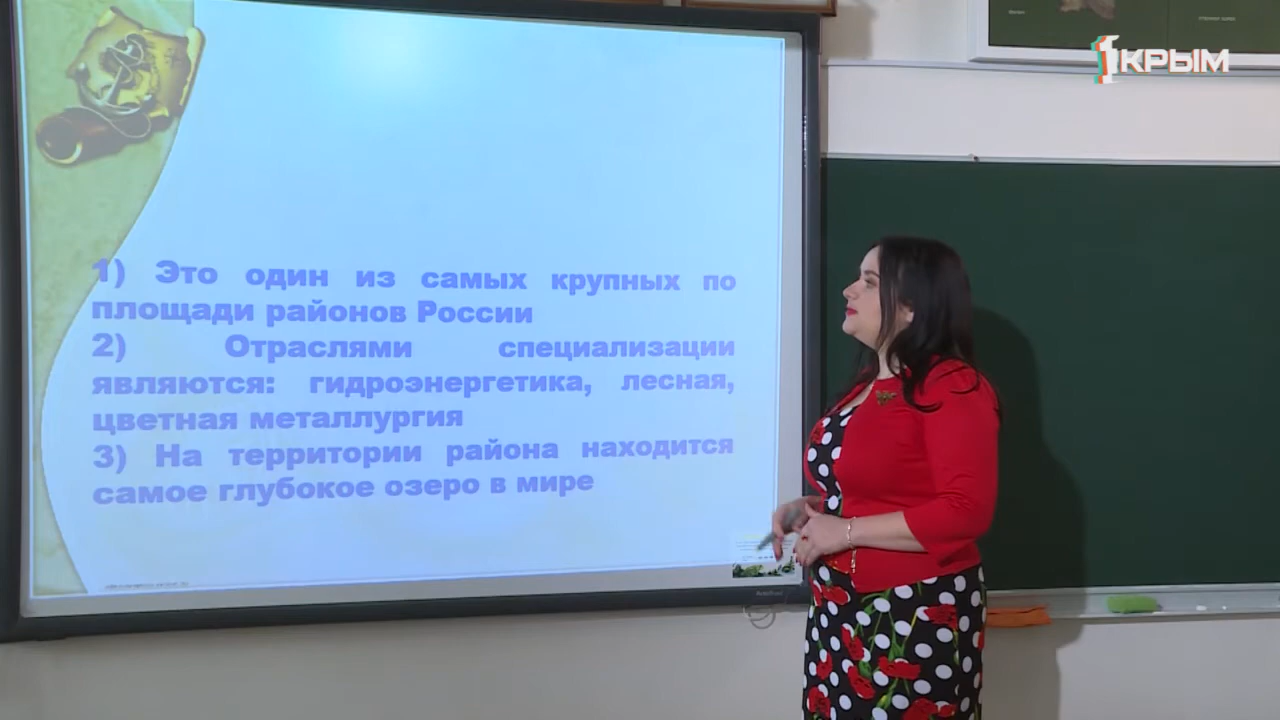 1КРЫМ
1) Это один из самых крупных по
площади районов России
2) Отраслями специализации
являются: гидроэнергетика, лесная,
цветная металлургия
3) На территории района находится
самое глубокое озеро в мире